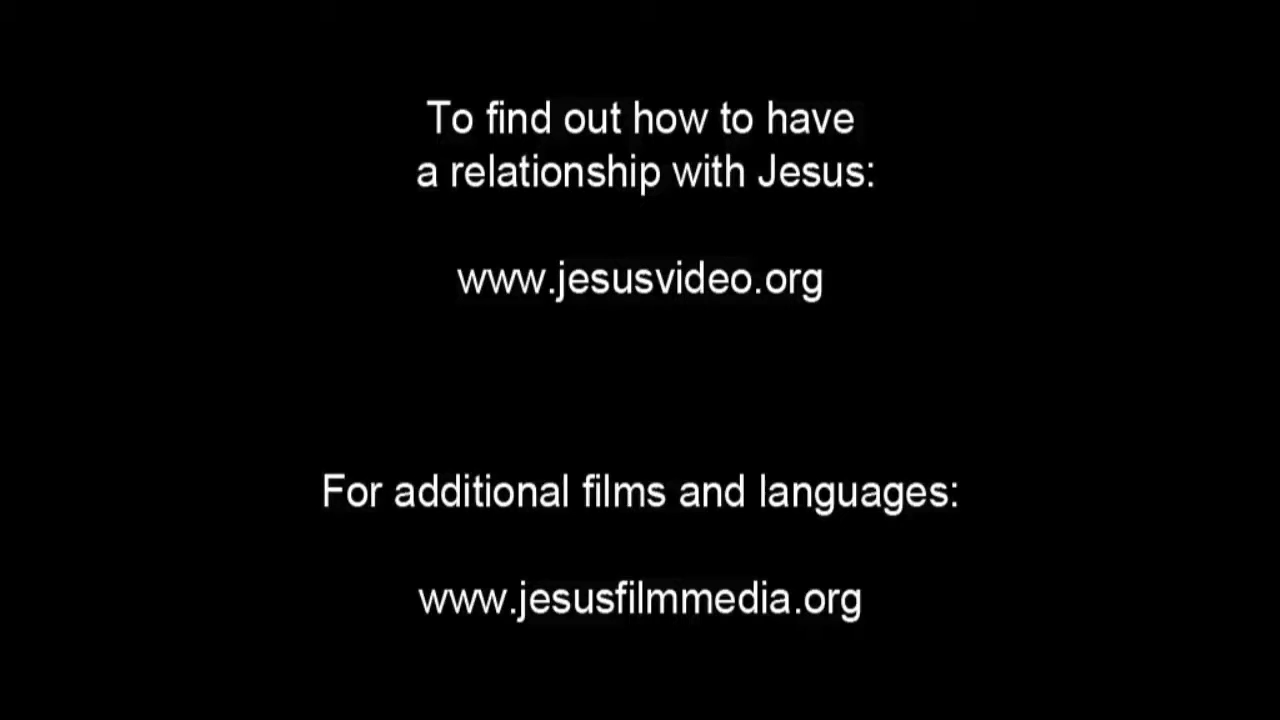 To find out how to have
a relationship with Jesus:
www.jesusvideo.org
For additional films and languages:
www.jesusfilmmedia.org